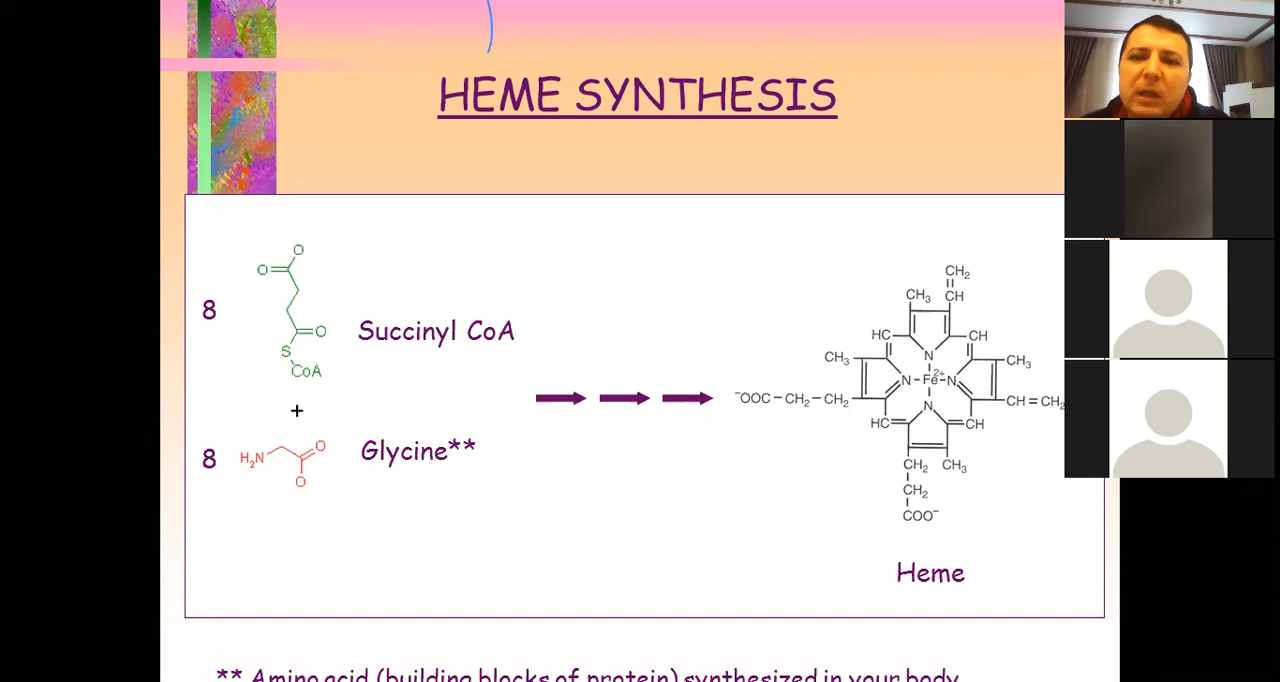 HEME SYNTHESIS
8
O
O
O
S
CoA
Succinyl CoA
+
8
H₂N
O
O
Glycine**
CH₂
CH
CH₃
HC
CH
N
CH₃
CH₃
N
Fe²⁺
N
⁻OOC-CH₂-CH₂
CH=CH₂
N
HC
CH
CH₂
CH₃
CH₂
COO⁻
Heme
** Amino acid (building blocks of protein) synthesized in your body